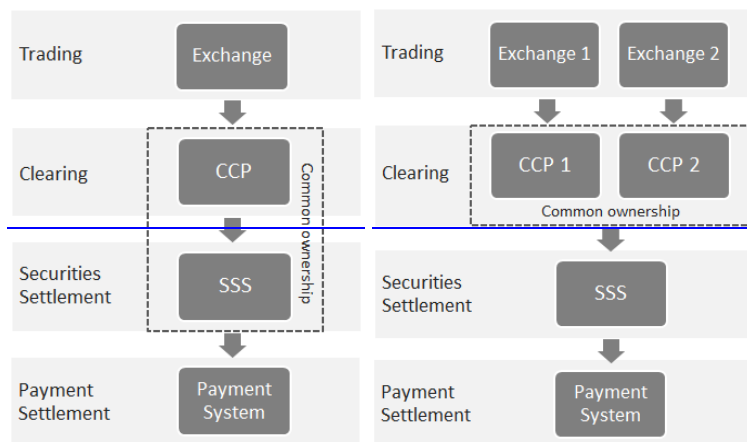 Trading
Exchange
Clearing
CCP
Common ownership
Securities
Settlement
SSS
Payment
Settlement
Payment
System
Trading
Exchange 1
Exchange 2
Clearing
CCP 1
CCP 2
Common ownership
Securities
Settlement
SSS
Payment
Settlement
Payment
System